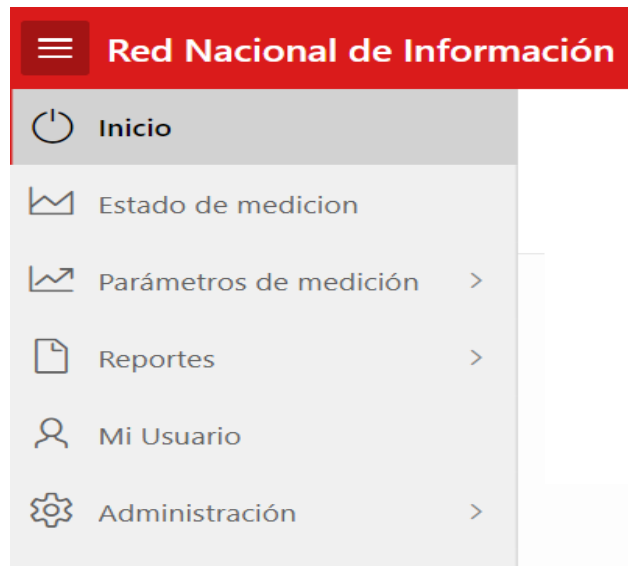 Red Nacional de Información
Inicio
Estado de medicion
Parámetros de medición
Reportes
Mi Usuario
Administración